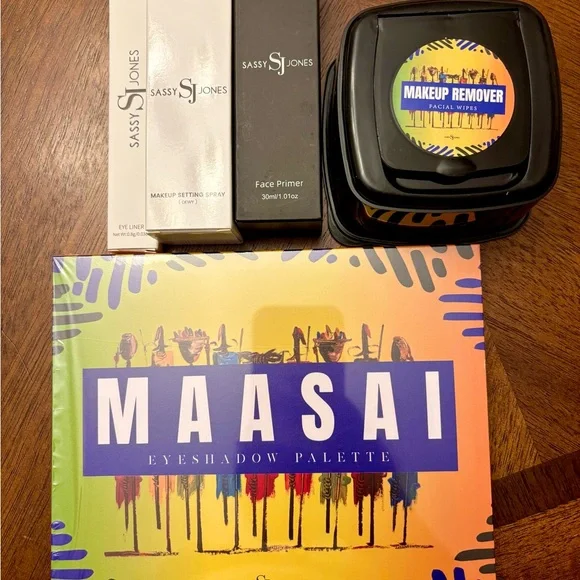 SASSY SJ JONES
EYE LINER
SASSY SJ JONES
MAKEUP SETTING SPRAY
( DEWY )
SASSY SJ JONES
Face Primer
30ml/1.01oz
MAKEUP REMOVER
FACIAL WIPES
MAASAI
EYESHADOW PALETTE
SJ